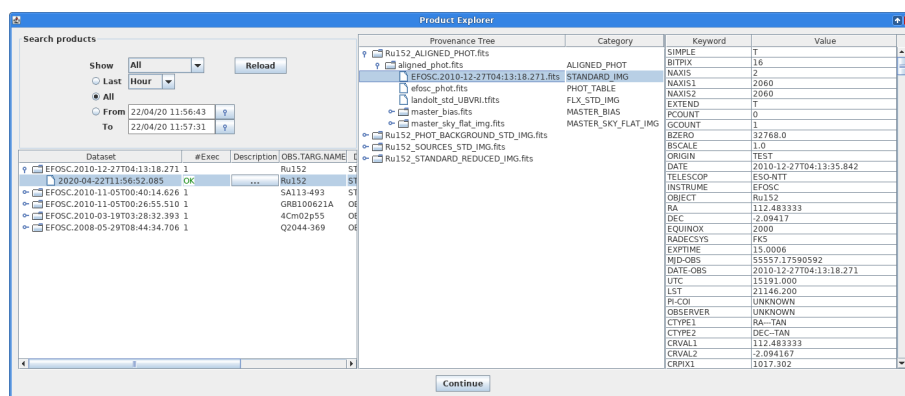 Product Explorer
Search products
Show All Reload
Last Hour
All
From 22/04/20 11:56:43
To 22/04/20 11:57:31
Dataset #Exec Description OBS.TARG.NAME
EFOSC.2010-12-27T04:13:18.271 1 Ru152 ST
2020-04-22T11:56:52.085 OK ... Ru152 ST
EFOSC.2010-11-05T00:40:14.626 1 SA113-493 ST
EFOSC.2010-11-05T00:26:55.510 1 GRB100621A OB
EFOSC.2010-03-19T03:28:32.393 1 4Cm02p55 OB
EFOSC.2008-05-29T08:44:34.706 1 Q2044-369 OB
Provenance Tree Category
Ru152_ALIGNED_PHOT.fits
aligned_phot.fits ALIGNED_PHOT
EFOSC.2010-12-27T04:13:18.271.fits STANDARD_IMG
efosc_phot.fits PHOT_TABLE
landolt_std_UBVRI.tfits FLX_STD_IMG
master_bias.fits MASTER_BIAS
master_sky_flat_img.fits MASTER_SKY_FLAT_IMG
Ru152_PHOT_BACKGROUND_STD_IMG.fits
Ru152_SOURCES_STD_IMG.fits
Ru152_STANDARD_REDUCED_IMG.fits
Keyword Value
SIMPLE T
BITPIX 16
NAXIS 2
NAXIS1 2060
NAXIS2 2060
EXTEND T
PCOUNT 0
GCOUNT 1
BZERO 32768.0
BSCALE 1.0
ORIGIN TEST
DATE 2010-12-27T04:13:35.842
TELESCOP ESO-NTT
INSTRUME EFOSC
OBJECT Ru152
RA 112.483333
DEC -2.09417
EQUINOX 2000
RADECSYS FK5
EXPTIME 15.0006
MJD-OBS 55557.17590592
DATE-OBS 2010-12-27T04:13:18.271
UTC 15191.000
LST 21146.200
PI-COI UNKNOWN
OBSERVER UNKNOWN
CTYPE1 RA---TAN
CTYPE2 DEC--TAN
CRVAL1 112.483333
CRVAL2 -2.094167
CRPIX1 1017.302
Continue